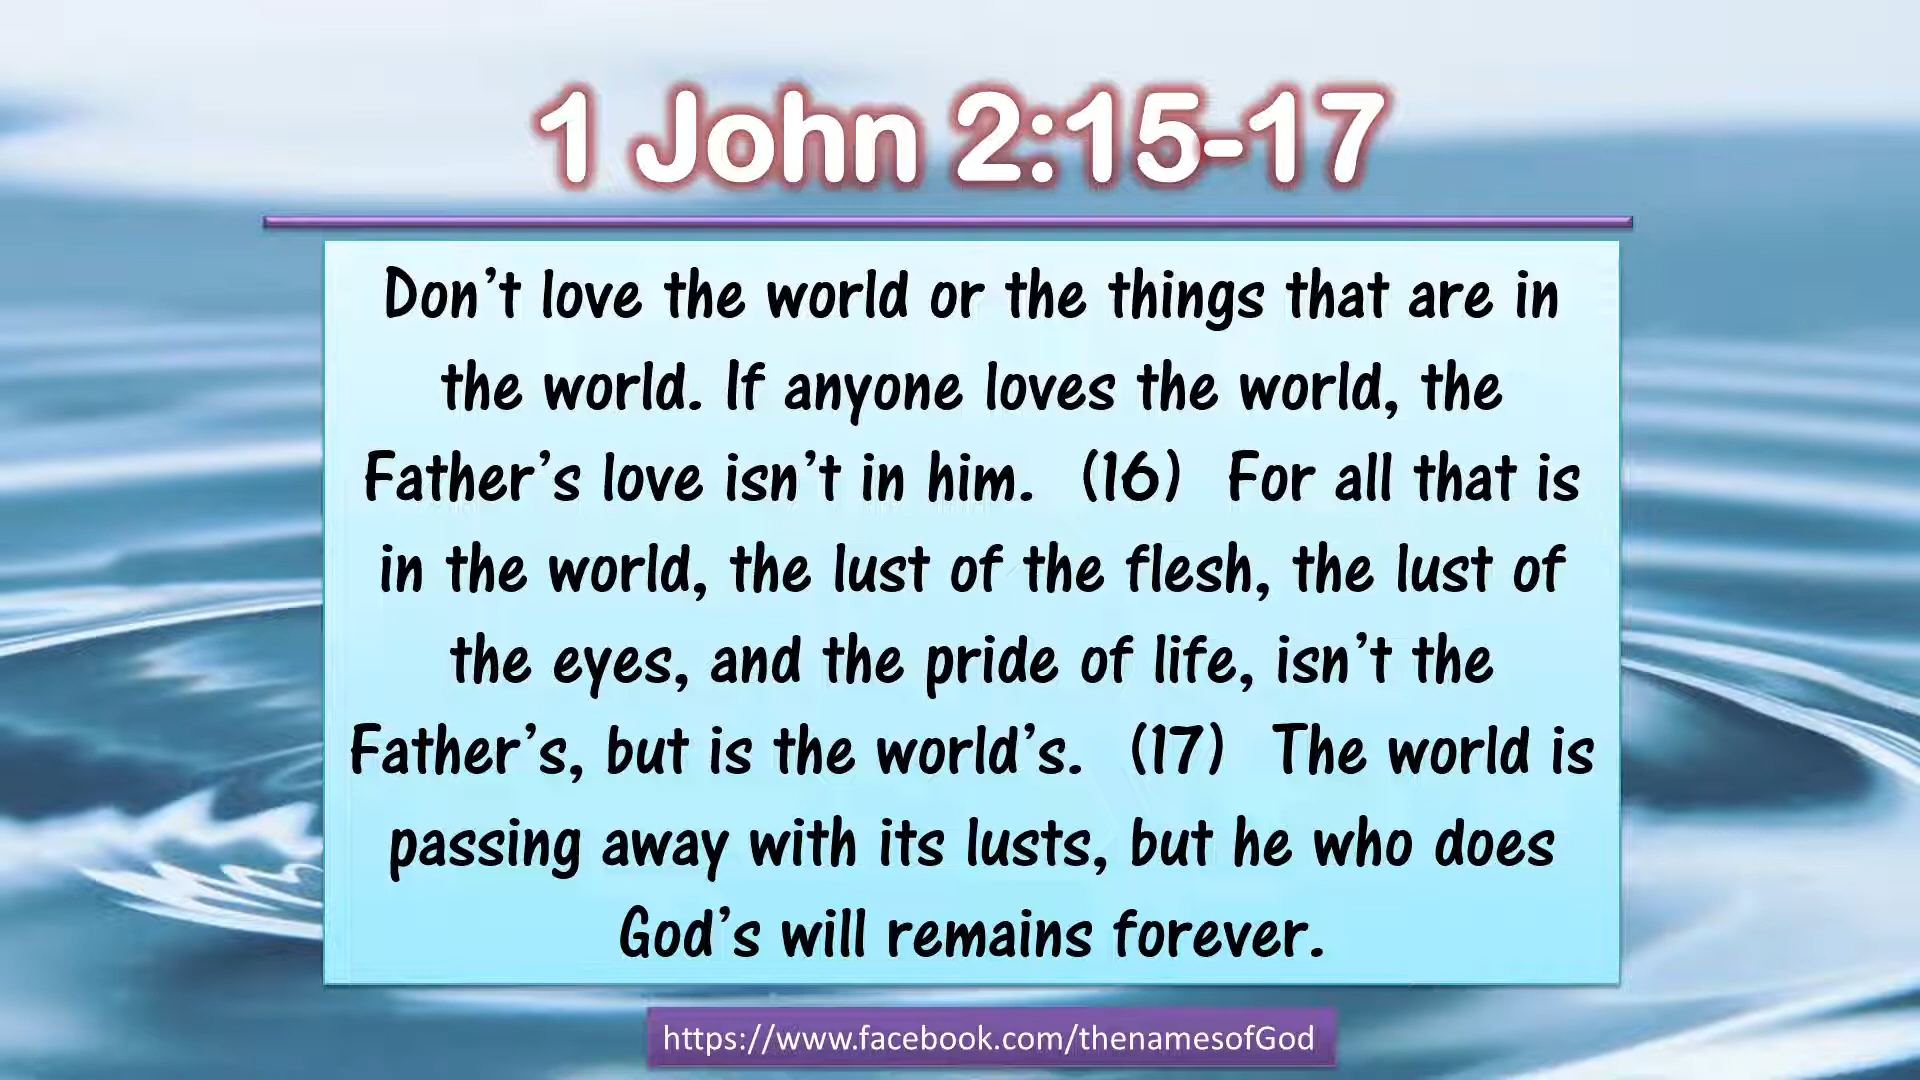 1 John 2:15-17
Don’t love the world or the things that are in
the world. If anyone loves the world, the
Father’s love isn’t in him.  (16)  For all that is
in the world, the lust of the flesh, the lust of
the eyes, and the pride of life, isn’t the
Father’s, but is the world’s.  (17)  The world is
passing away with its lusts, but he who does
God’s will remains forever.
https://www.facebook.com/thenamesofGod